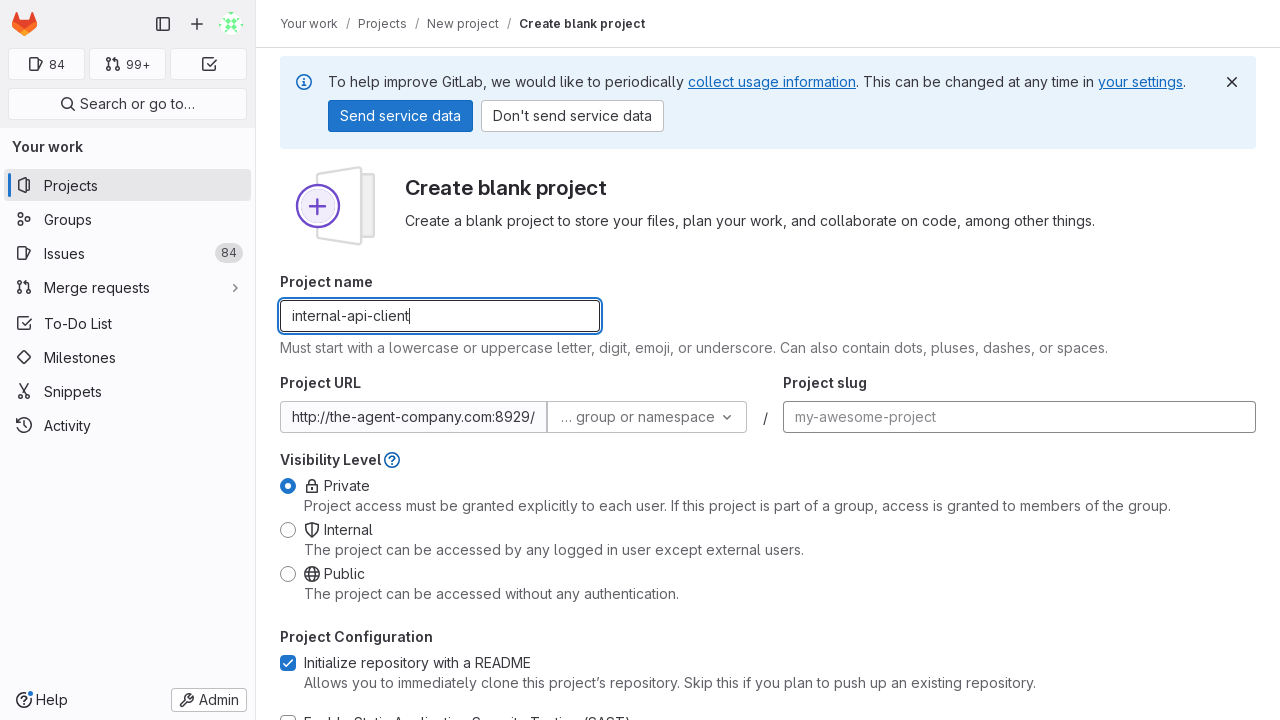 Your work / Projects / New project / Create blank project
84
99+
Search or go to…
Your work
Projects
Groups
Issues
84
Merge requests
To-Do List
Milestones
Snippets
Activity
Help
Admin
To help improve GitLab, we would like to periodically collect usage information. This can be changed at any time in your settings.
Send service data
Don't send service data
Create blank project
Create a blank project to store your files, plan your work, and collaborate on code, among other things.
Project name
internal-api-client
Must start with a lowercase or uppercase letter, digit, emoji, or underscore. Can also contain dots, pluses, dashes, or spaces.
Project URL
http://the-agent-company.com:8929/
… group or namespace
/
Project slug
my-awesome-project
Visibility Level
Private
Project access must be granted explicitly to each user. If this project is part of a group, access is granted to members of the group.
Internal
The project can be accessed by any logged in user except external users.
Public
The project can be accessed without any authentication.
Project Configuration
Initialize repository with a README
Allows you to immediately clone this project’s repository. Skip this if you plan to push up an existing repository.
Enable Static Application Security Testing (SAST)